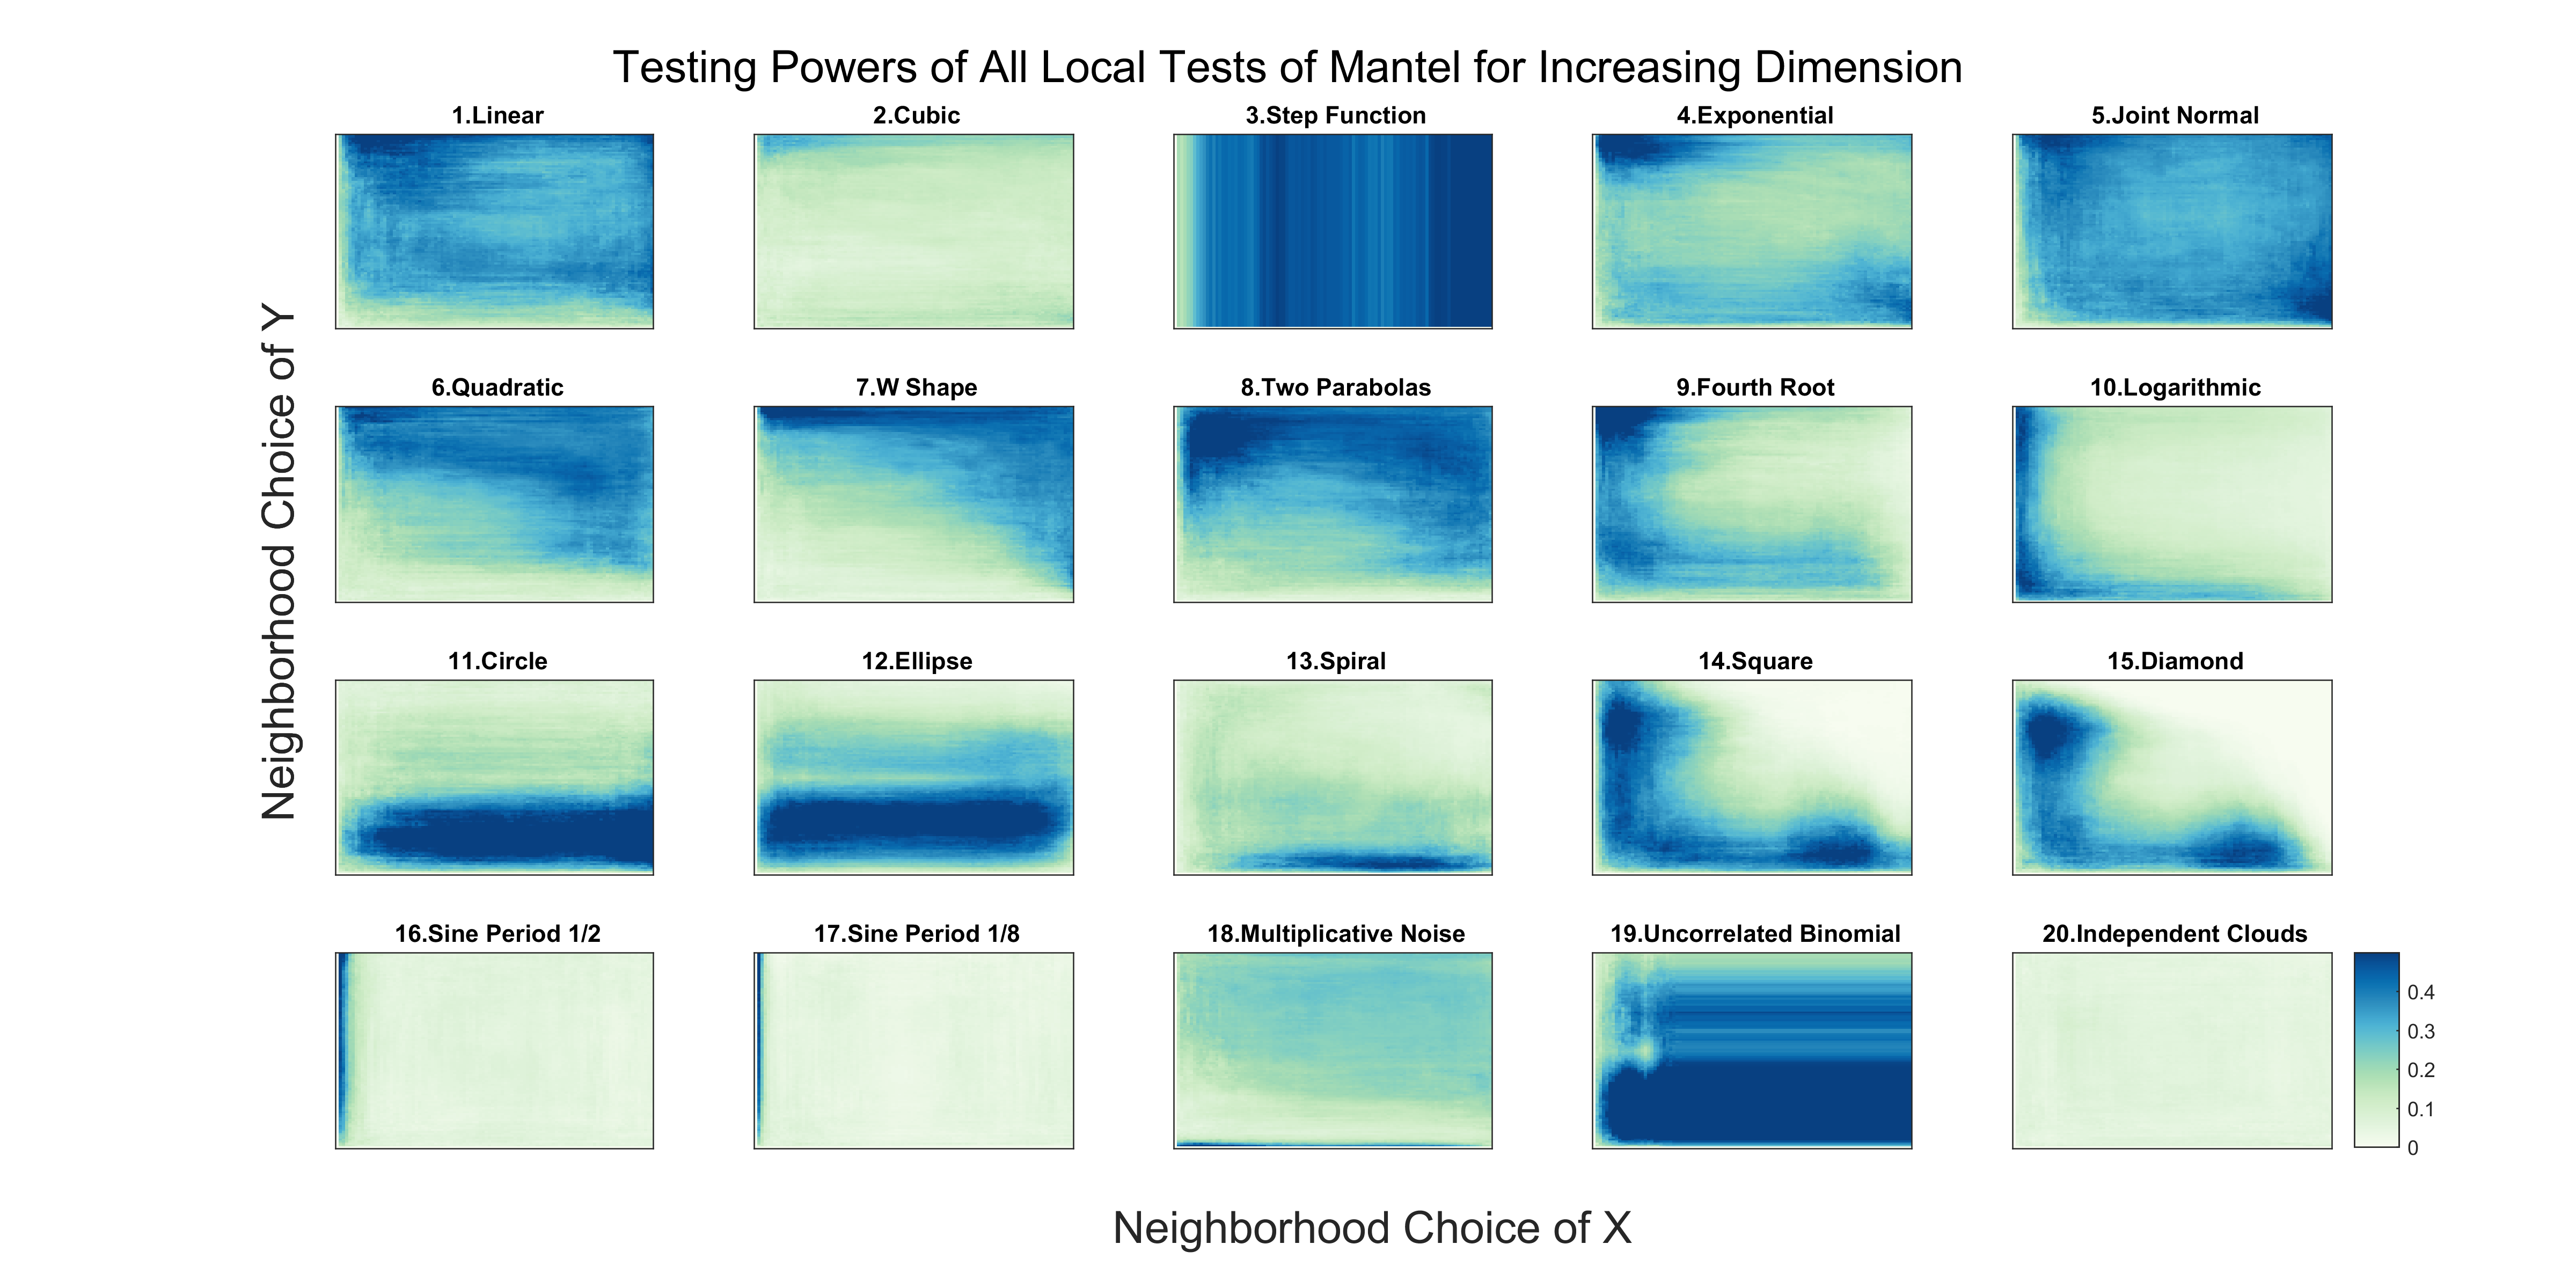 Testing Powers of All Local Tests of Mantel for Increasing Dimension
1.Linear
2.Cubic
3.Step Function
4.Exponential
5.Joint Normal
6.Quadratic
7.W Shape
8.Two Parabolas
9.Fourth Root
10.Logarithmic
11.Circle
12.Ellipse
13.Spiral
14.Square
15.Diamond
16.Sine Period 1/2
17.Sine Period 1/8
18.Multiplicative Noise
19.Uncorrelated Binomial
20.Independent Clouds
0.4
0.3
0.2
0.1
0
Neighborhood Choice of Y
Neighborhood Choice of X